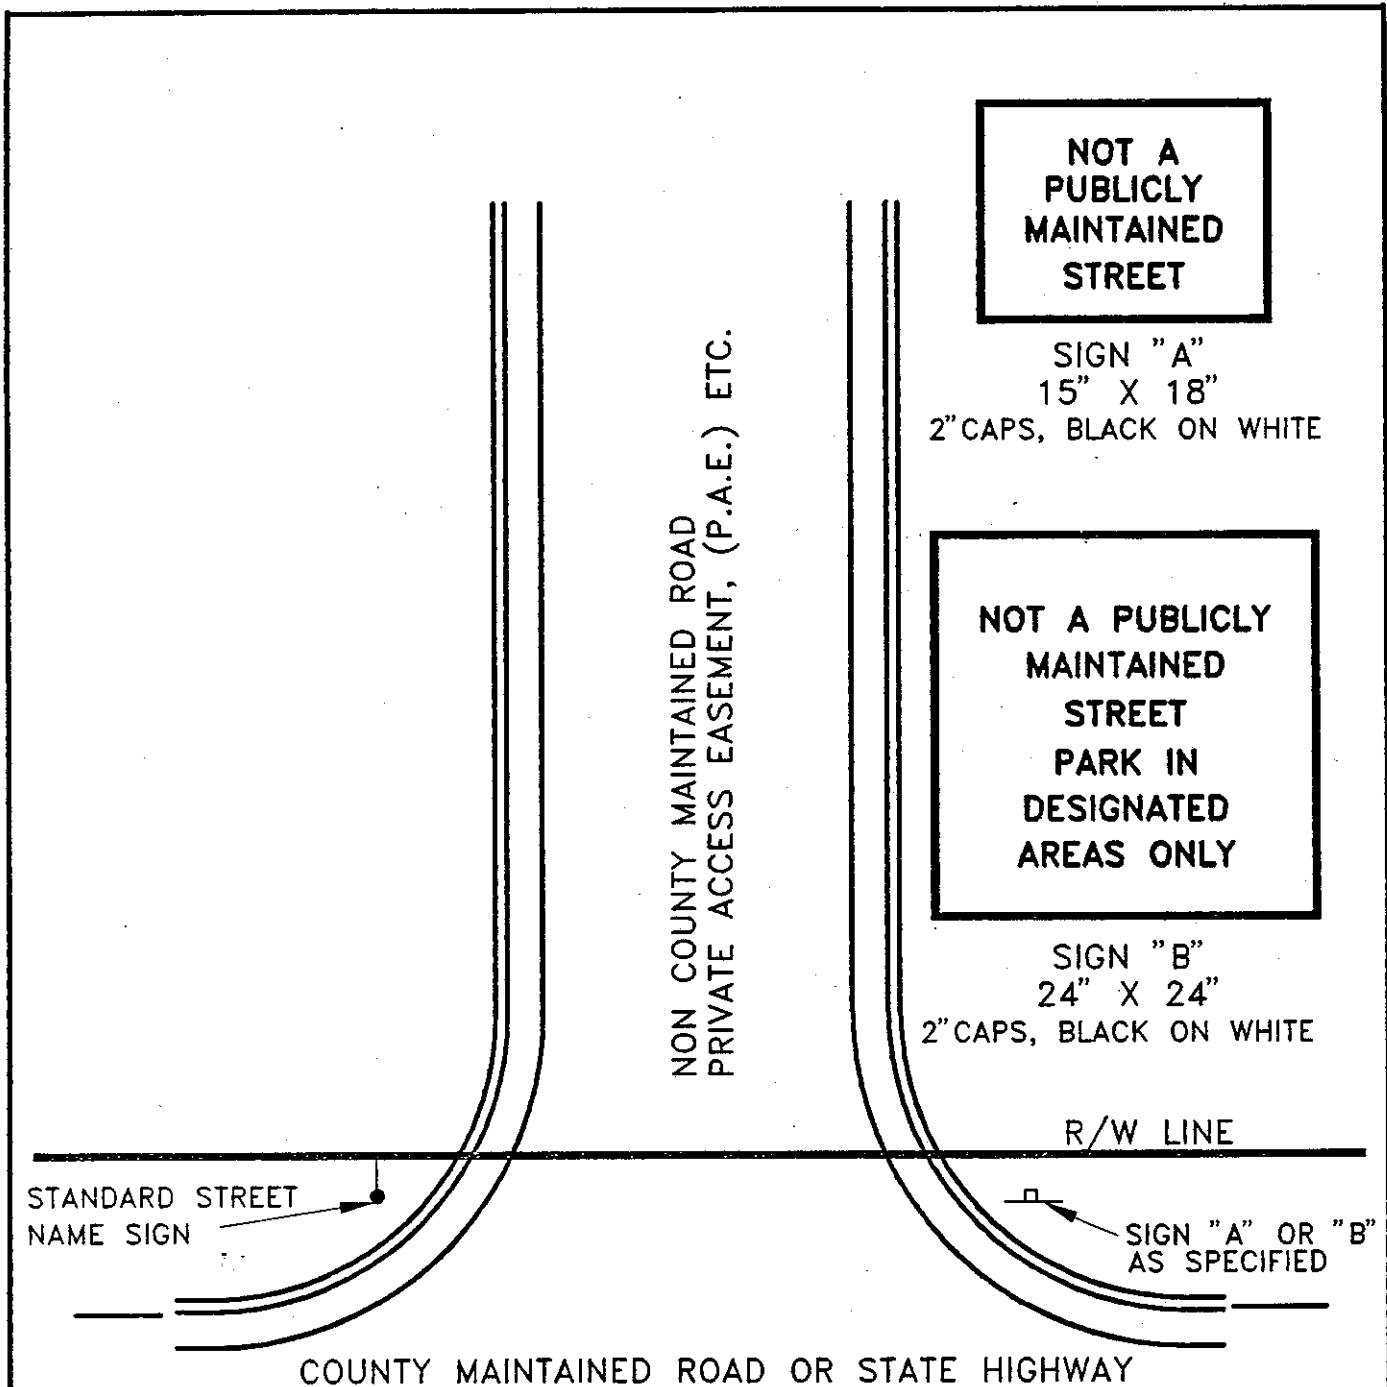 NOT A
PUBLICLY
MAINTAINED
STREET
SIGN "A"
15" X 18"
2" CAPS, BLACK ON WHITE
NON COUNTY MAINTAINED ROAD
PRIVATE ACCESS EASEMENT, (P.A.E.) ETC.
NOT A PUBLICLY
MAINTAINED
STREET
PARK IN
DESIGNATED
AREAS ONLY
SIGN "B"
24" X 24"
2" CAPS, BLACK ON WHITE
R/W LINE
STANDARD STREET
NAME SIGN
SIGN "A" OR "B"
AS SPECIFIED
COUNTY MAINTAINED ROAD OR STATE HIGHWAY